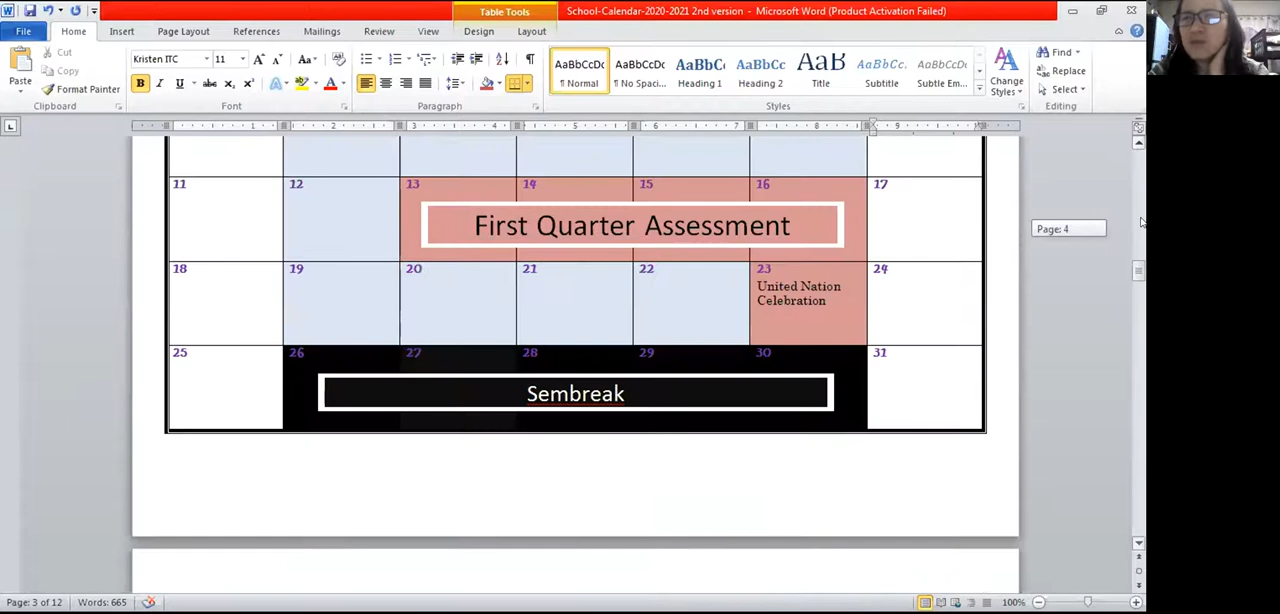 School-Calendar-2020-2021 2nd version - Microsoft Word (Product Activation Failed)
Table Tools
File Home Insert Page Layout References Mailings Review View Design Layout
Paste
Cut
Copy
Format Painter
Clipboard
Kristen ITC 11
B I U abc X₂ X²
Font
Paragraph
AaBbCcDc AaBbCcDc AaBbC AaBbCc AaB AaBbCc. AaBbCcD
¶ Normal ¶ No Spaci... Heading 1 Heading 2 Title Subtitle Subtle Em...
Styles
Change Styles
Find
Replace
Select
Editing
11 12 13 14 15 16 17
First Quarter Assessment
18 19 20 21 22 23 24
United Nation
Celebration
25 26 27 28 29 30 31
Sembreak
Page: 4
Page: 3 of 12 Words: 665 100%